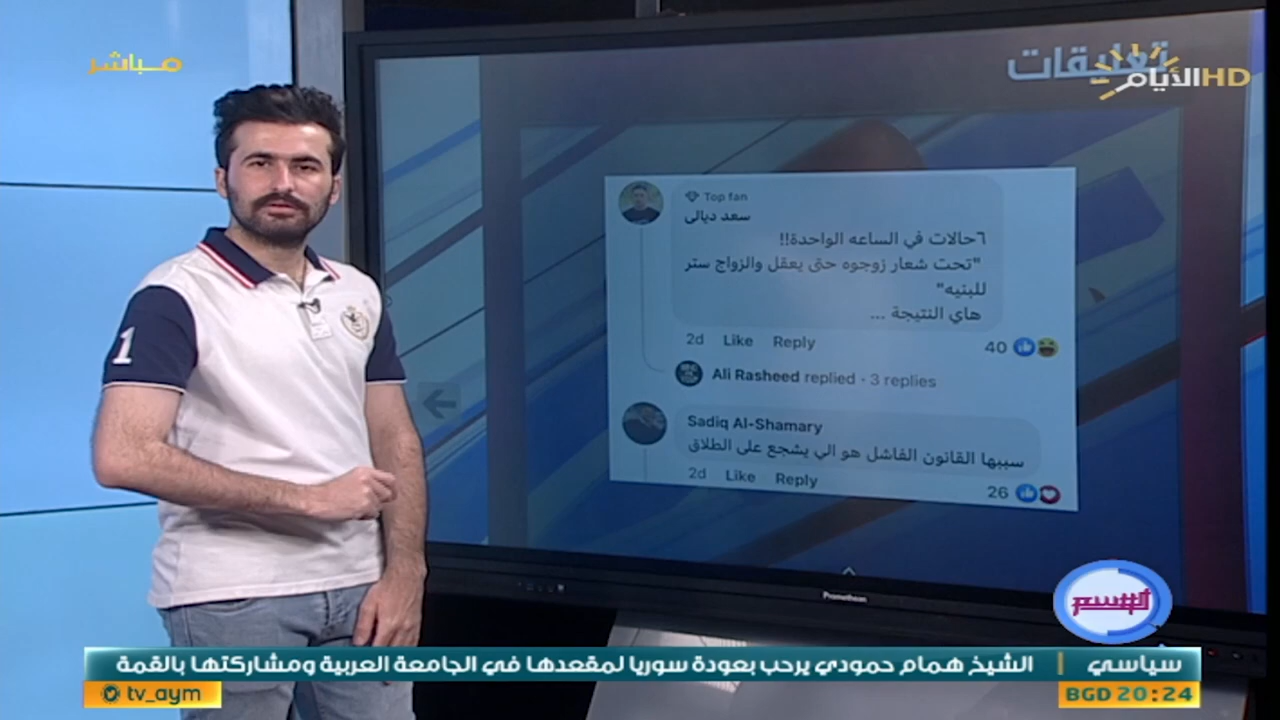 مباشر
تعليقات
الأيام HD
Top fan
سعد ديالى
٦حالات في الساعه الواحدة!!
"تحت شعار زوجوه حتى يعقل والزواج ستر
للبنيه"
هاي النتيجة ...
2d Like Reply 40
Ali Rasheed replied · 3 replies
Sadiq Al-Shamary
سببها القانون الفاشل هو الي يشجع على الطلاق
2d Like Reply 26
1
Promethean
سياسي | الشيخ همام حمودي يرحب بعودة سوريا لمقعدها في الجامعة العربية ومشاركتها بالقمة
tv_aym
BGD 20:24